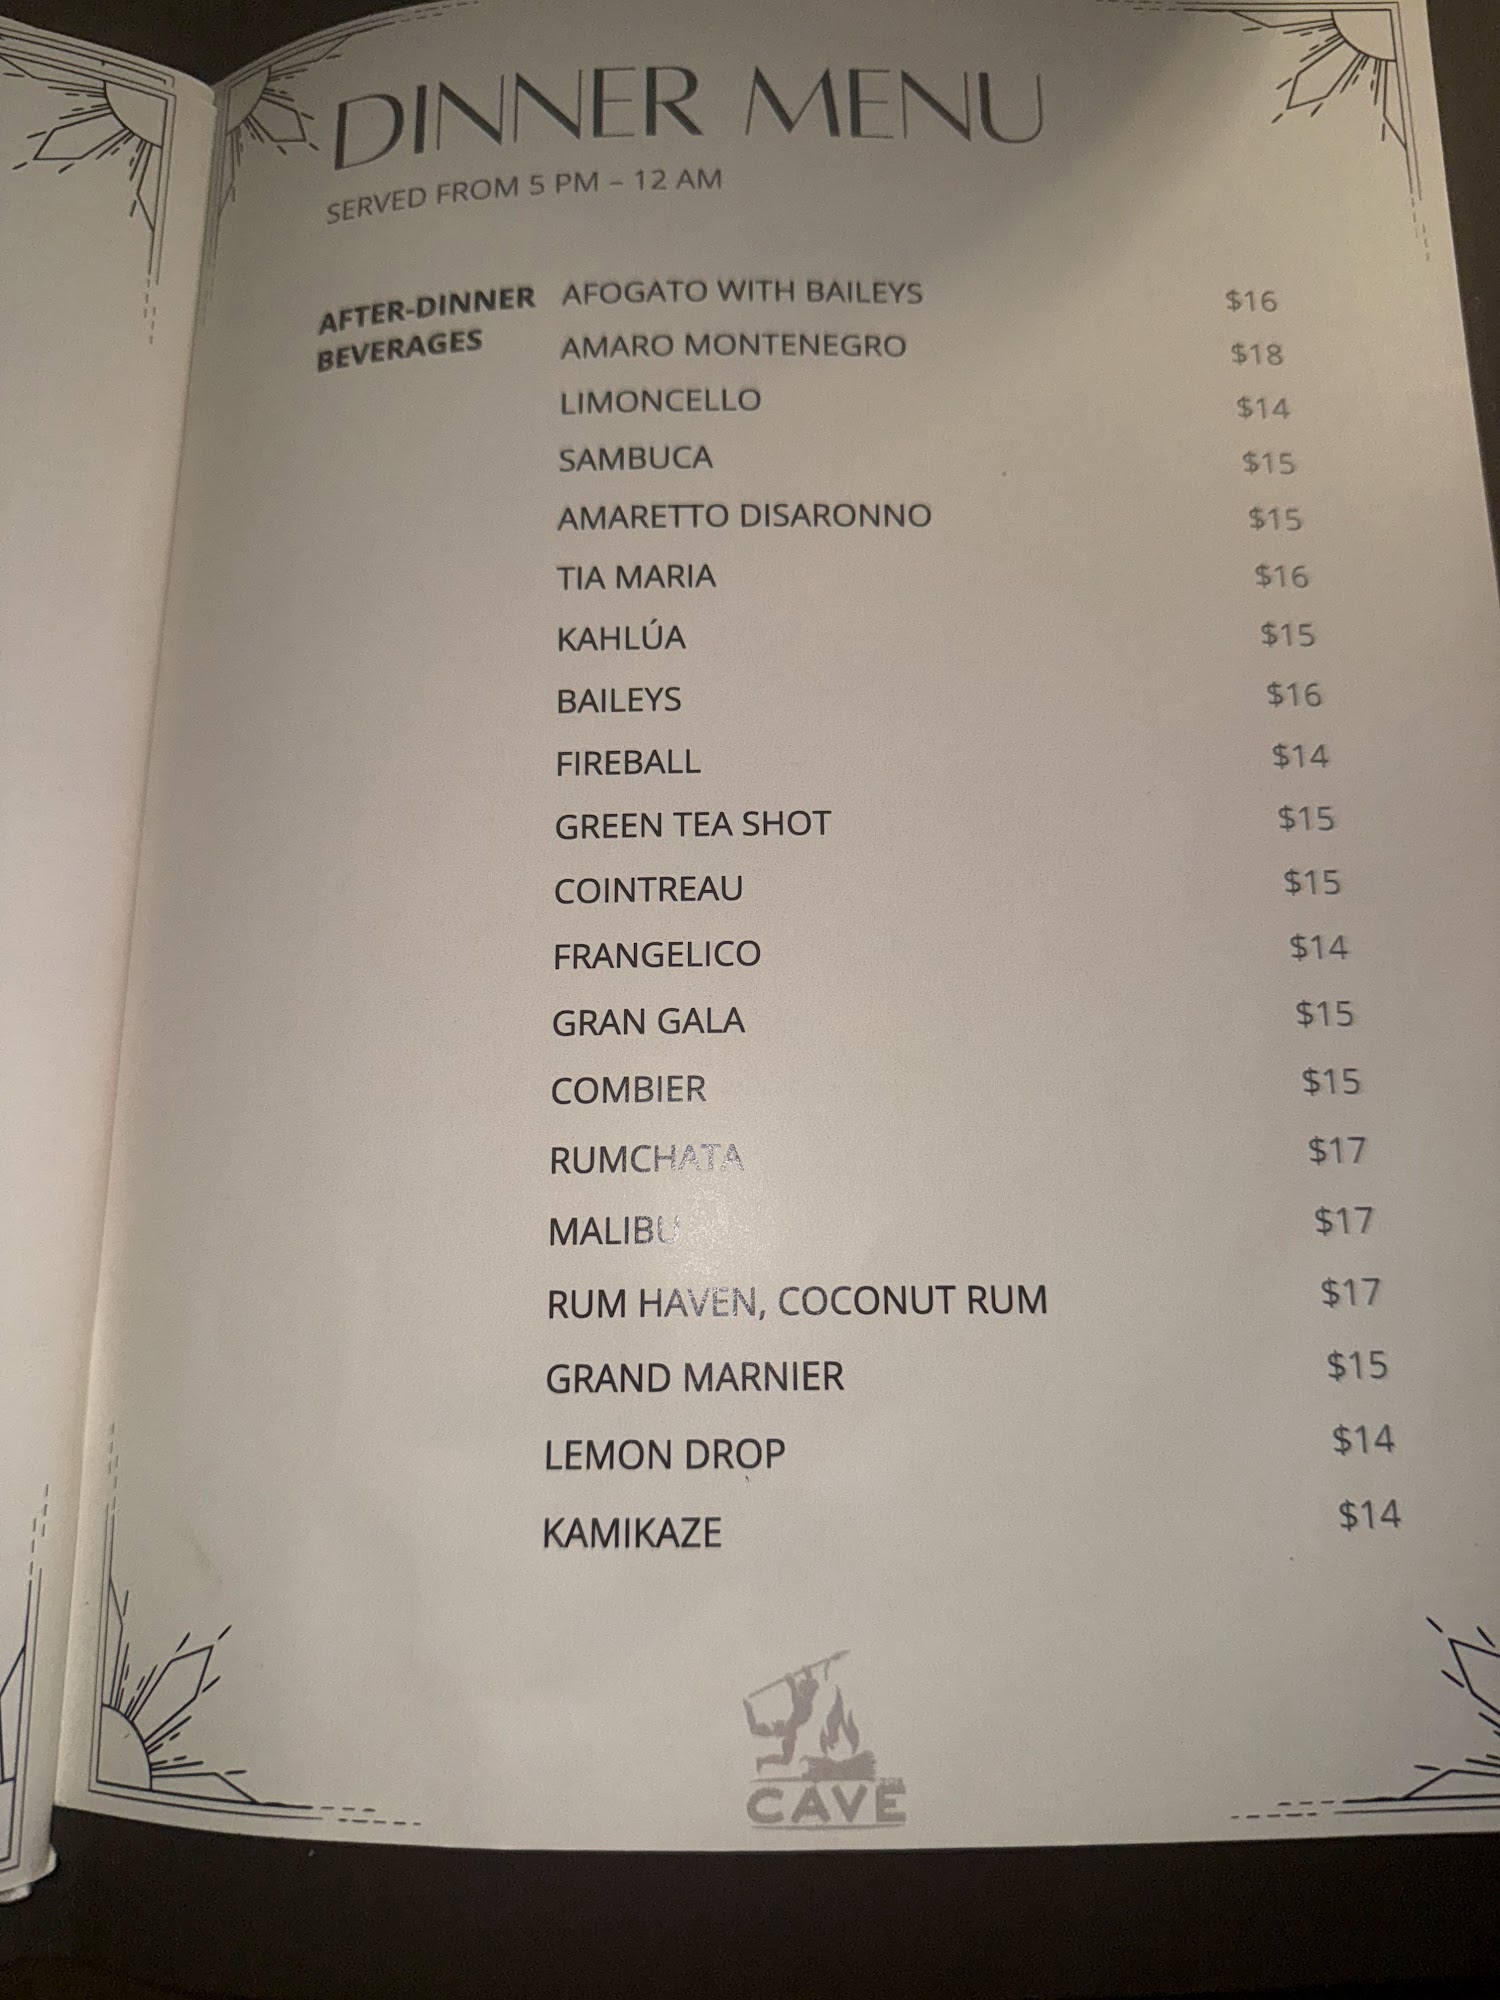 DINNER MENU
SERVED FROM 5 PM – 12 AM
AFTER-DINNER
BEVERAGES
AFOGATO WITH BAILEYS $16
AMARO MONTENEGRO $18
LIMONCELLO $14
SAMBUCA $15
AMARETTO DISARONNO $15
TIA MARIA $16
KAHLÚA $15
BAILEYS $16
FIREBALL $14
GREEN TEA SHOT $15
COINTREAU $15
FRANGELICO $14
GRAN GALA $15
COMBIER $15
RUMCHATA $17
MALIBU $17
RUM HAVEN, COCONUT RUM $17
GRAND MARNIER $15
LEMON DROP $14
KAMIKAZE $14
CAVE